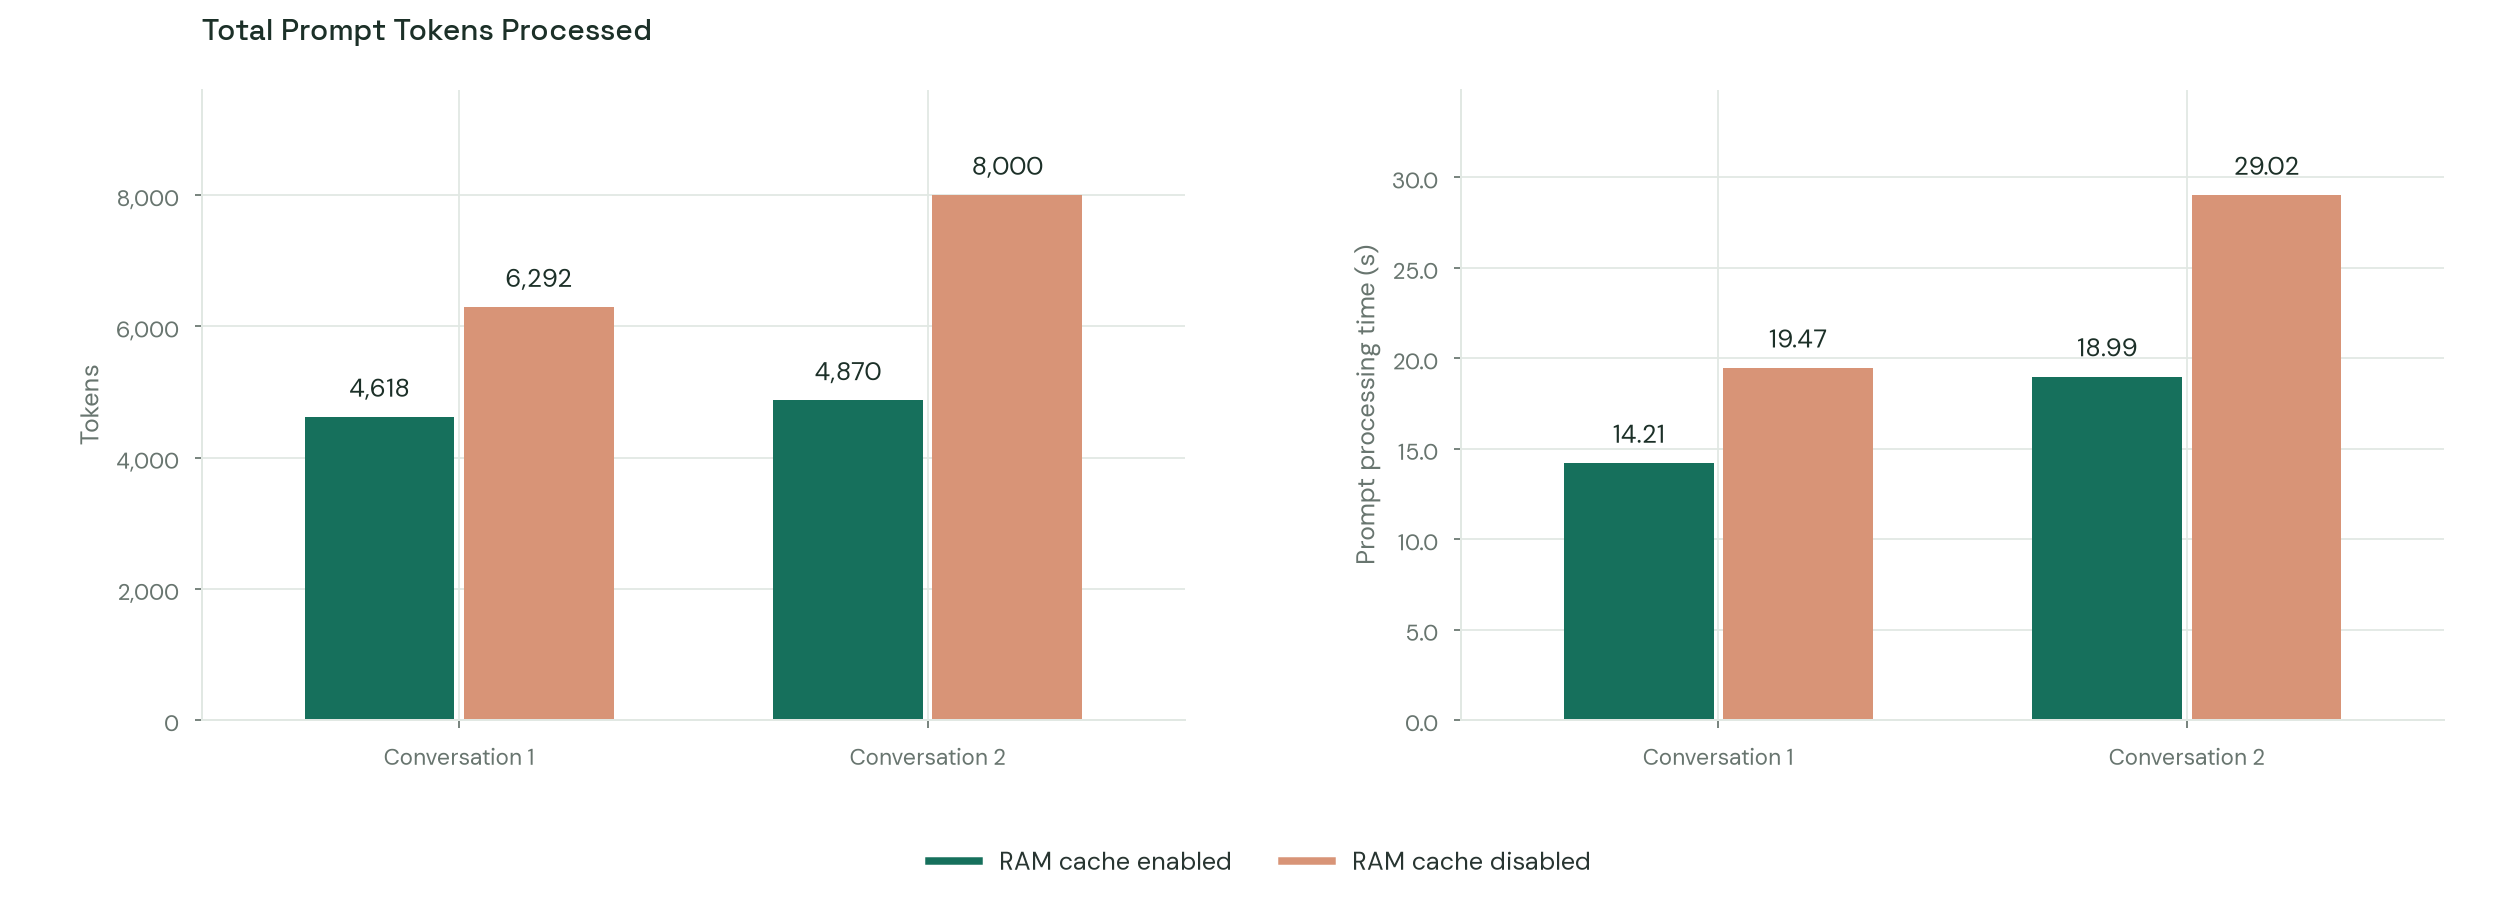 Total Prompt Tokens Processed
Tokens
8,000
6,000
4,000
2,000
0
4,618
6,292
4,870
8,000
Conversation 1
Conversation 2
Prompt processing time (s)
30.0
25.0
20.0
15.0
10.0
5.0
0.0
14.21
19.47
18.99
29.02
Conversation 1
Conversation 2
RAM cache enabled
RAM cache disabled